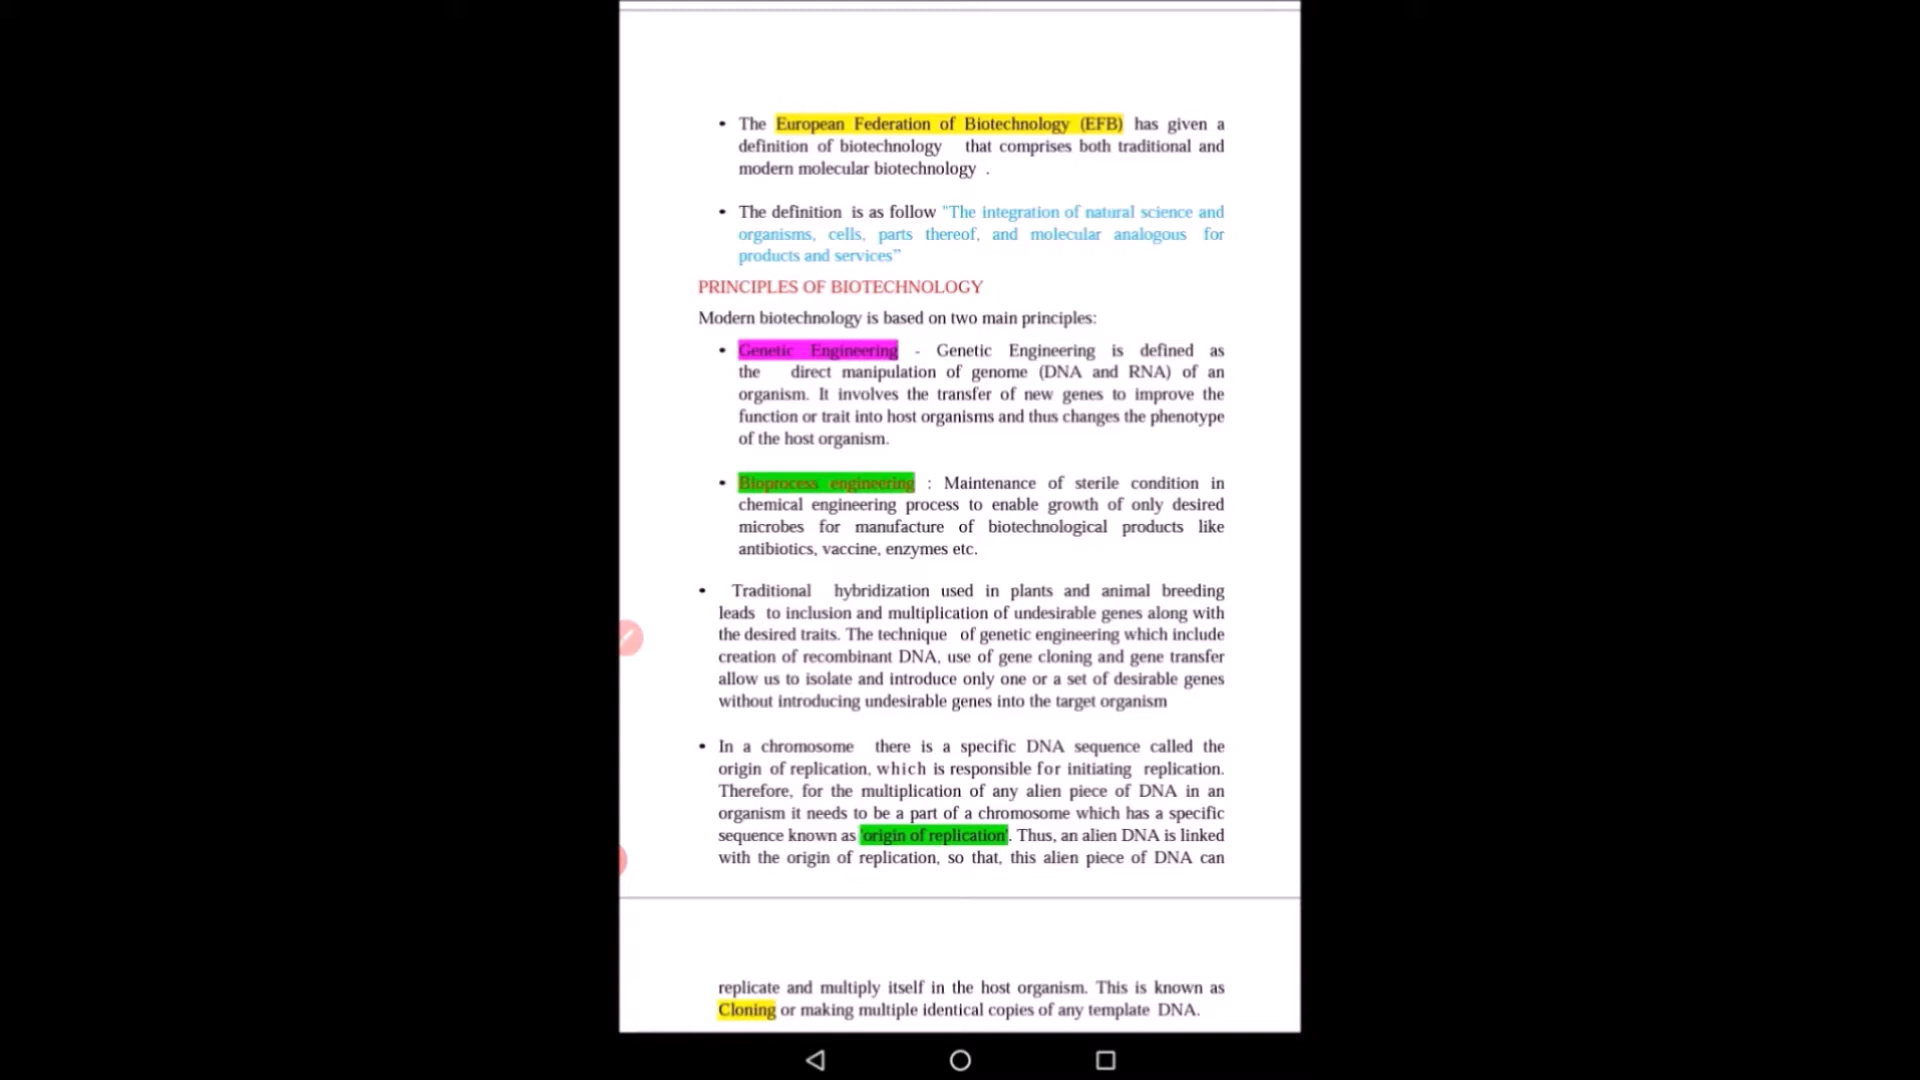 • The European Federation of Biotechnology (EFB) has given a
definition of biotechnology that comprises both traditional and
modern molecular biotechnology .
• The definition is as follow "The integration of natural science and
organisms, cells, parts thereof, and molecular analogous for
products and services”
PRINCIPLES OF BIOTECHNOLOGY
Modern biotechnology is based on two main principles:
• Genetic Engineering - Genetic Engineering is defined as
the direct manipulation of genome (DNA and RNA) of an
organism. It involves the transfer of new genes to improve the
function or trait into host organisms and thus changes the phenotype
of the host organism.
• Bioprocess engineering : Maintenance of sterile condition in
chemical engineering process to enable growth of only desired
microbes for manufacture of biotechnological products like
antibiotics, vaccine, enzymes etc.
• Traditional hybridization used in plants and animal breeding
leads to inclusion and multiplication of undesirable genes along with
the desired traits. The technique of genetic engineering which include
creation of recombinant DNA, use of gene cloning and gene transfer
allow us to isolate and introduce only one or a set of desirable genes
without introducing undesirable genes into the target organism
• In a chromosome there is a specific DNA sequence called the
origin of replication, which is responsible for initiating replication.
Therefore, for the multiplication of any alien piece of DNA in an
organism it needs to be a part of a chromosome which has a specific
sequence known as 'origin of replication'. Thus, an alien DNA is linked
with the origin of replication, so that, this alien piece of DNA can
replicate and multiply itself in the host organism. This is known as
Cloning or making multiple identical copies of any template DNA.